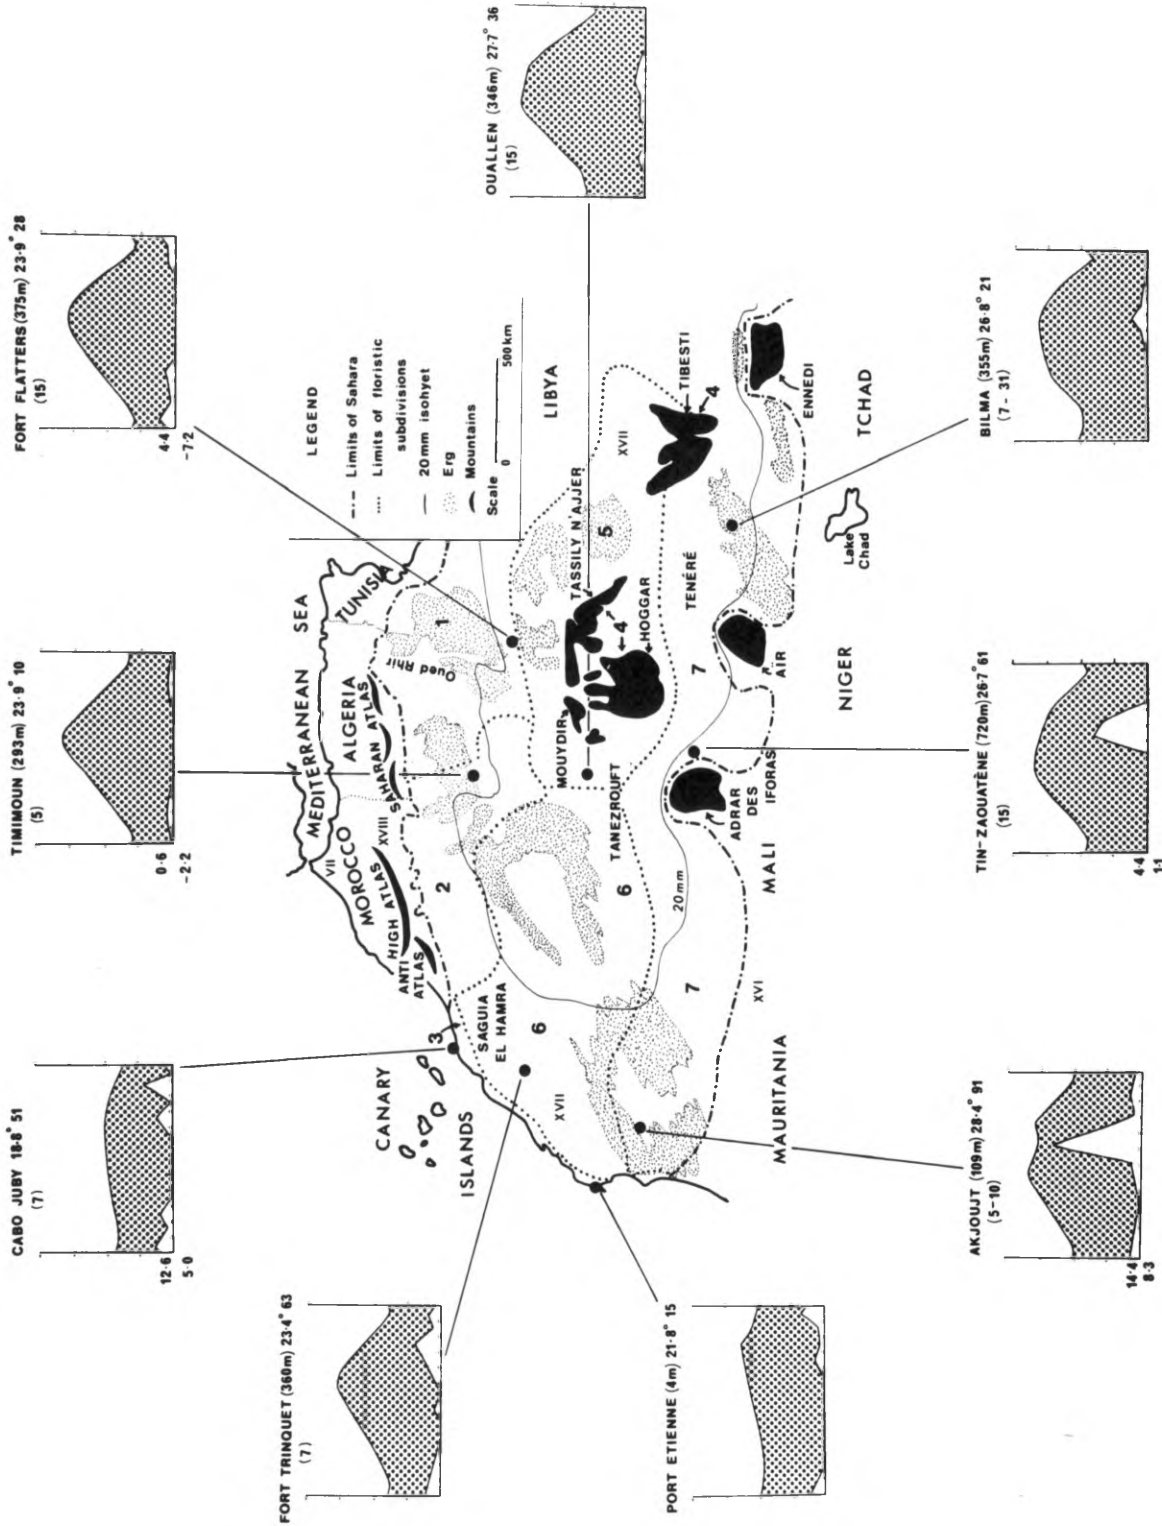 CABO JUBY 18·8° 51
(7)
12·6
5·0
TIMIMOUN (293m) 23·9° 10
(5)
0·6
-2·2
FORT FLATTERS (375m) 23·9° 28
(15)
4·4
-7·2
FORT TRINQUET (360m) 23·4° 63
(7)
OUALLEN (346m) 27·7° 36
(15)
PORT ETIENNE (4m) 21·8° 15
AKJOUJT (109m) 28·4° 91
(5-10)
14·4
8·3
TIN-ZAOUATÈNE (720m) 26·7° 61
(15)
4·4
1·1
BILMA (355m) 26·8° 21
(7-31)
LEGEND
Limits of Sahara
Limits of floristic
subdivisions
20mm isohyet
Erg
Mountains
Scale
0
500 km
MEDITERRANEAN SEA
TUNISIA
ALGERIA
MOROCCO
VII
XVIII
SAHARAN ATLAS
HIGH ATLAS
ANTI
ATLAS
Oued Rhir
1
2
3
CANARY
ISLANDS
SAGUIA
EL HAMRA
6
XVII
LIBYA
XVII
5
TASSILY N'AJJER
4
HOGGAR
MOUYDIR
TIBESTI
4
TANEZROUFT
6
20mm
TENÉRÉ
7
7
XVI
ADRAR
DES
IFORAS
AIR
ENNEDI
MAURITANIA
MALI
NIGER
TCHAD
Lake
Chad